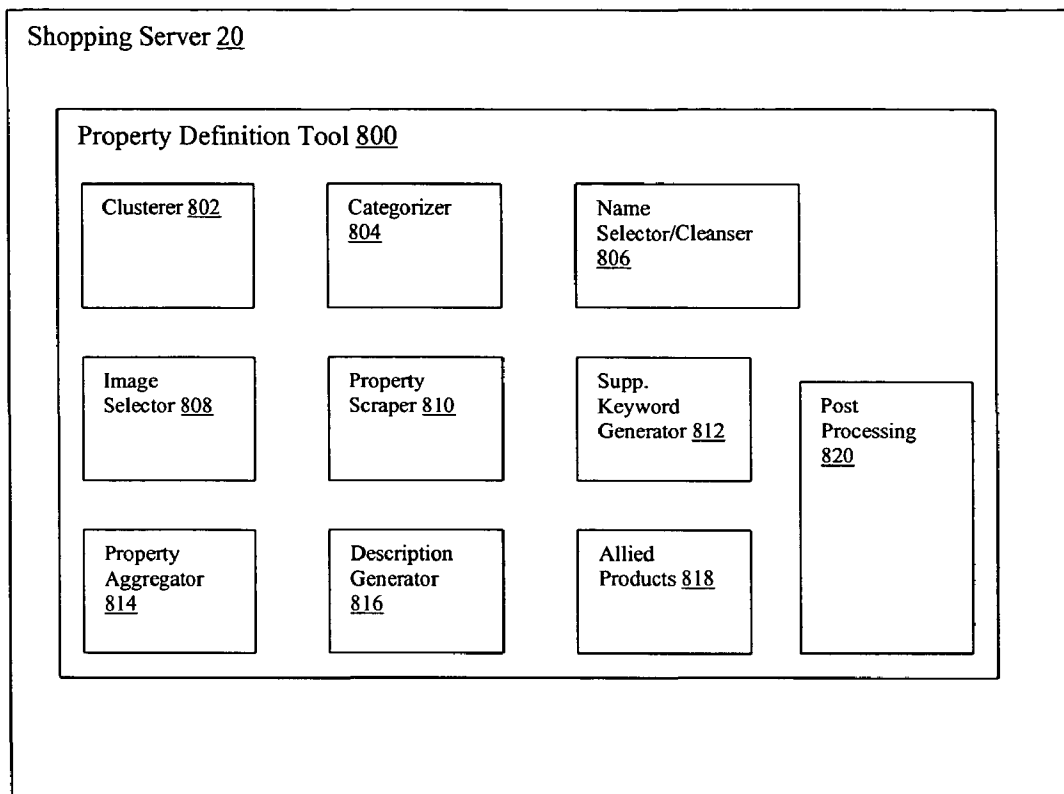 Shopping Server 20
Property Definition Tool 800
Clusterer 802
Categorizer
804
Name
Selector/Cleanser
806
Image
Selector 808
Property
Scraper 810
Supp.
Keyword
Generator 812
Post
Processing
820
Property
Aggregator
814
Description
Generator
816
Allied
Products 818